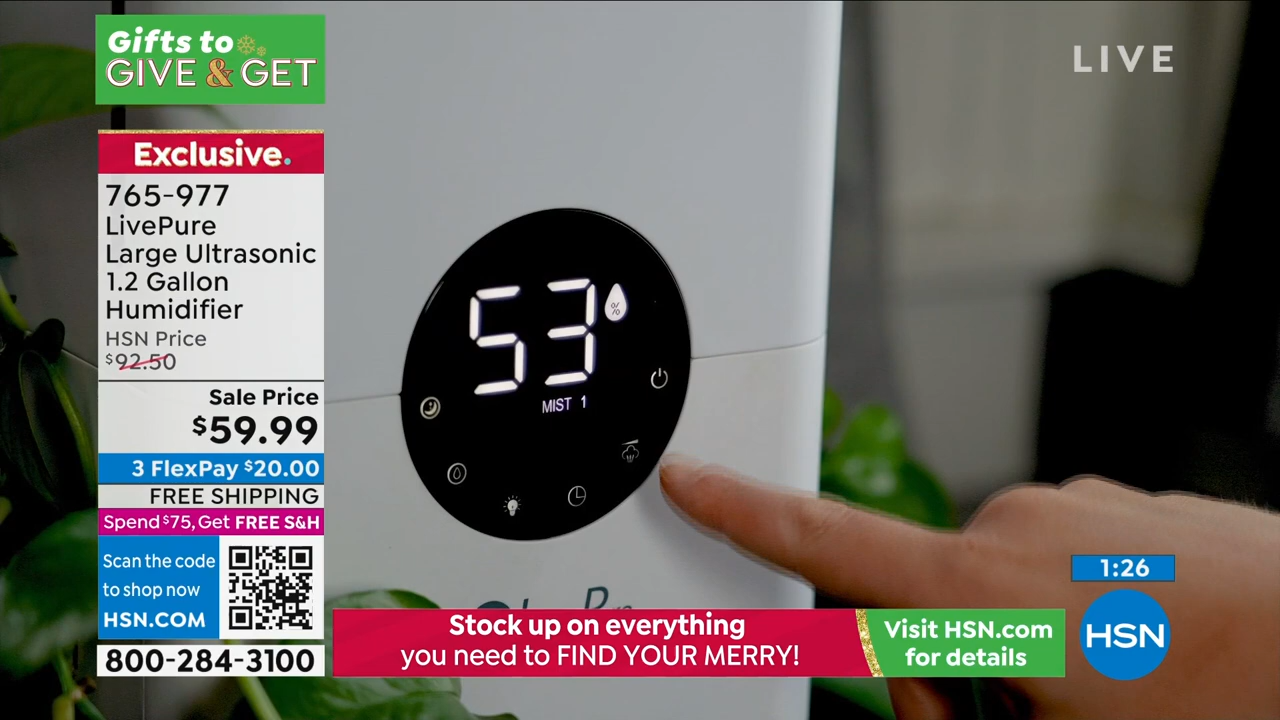 Gifts to
GIVE & GET
LIVE
Exclusive.
765-977
LivePure
Large Ultrasonic
1.2 Gallon
Humidifier
HSN Price
$92.50
Sale Price
$59.99
3 FlexPay $20.00
FREE SHIPPING
Spend $75, Get FREE S&H
Scan the code
to shop now
HSN.COM
800-284-3100
53 %
MIST 1
Stock up on everything
you need to FIND YOUR MERRY!
Visit HSN.com
for details
1:26
HSN